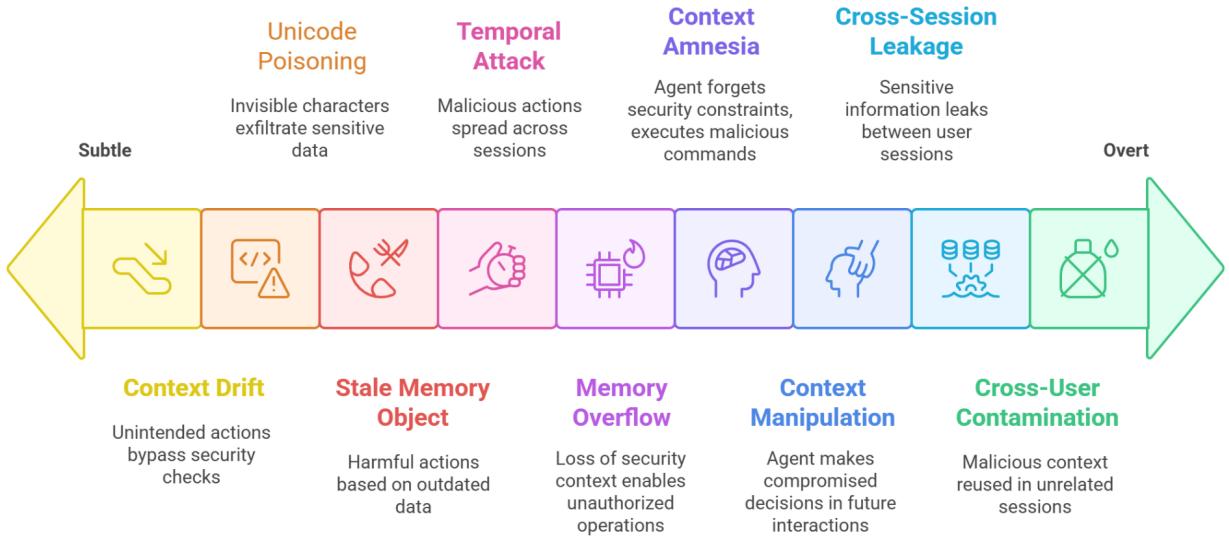 Unicode
Poisoning
Invisible characters
exfiltrate sensitive
data
Temporal
Attack
Malicious actions
spread across
sessions
Context
Amnesia
Agent forgets
security constraints,
executes malicious
commands
Cross-Session
Leakage
Sensitive
information leaks
between user
sessions
Subtle
Overt
</>
Context Drift
Unintended actions
bypass security
checks
Stale Memory
Object
Harmful actions
based on outdated
data
Memory
Overflow
Loss of security
context enables
unauthorized
operations
Context
Manipulation
Agent makes
compromised
decisions in future
interactions
Cross-User
Contamination
Malicious context
reused in unrelated
sessions